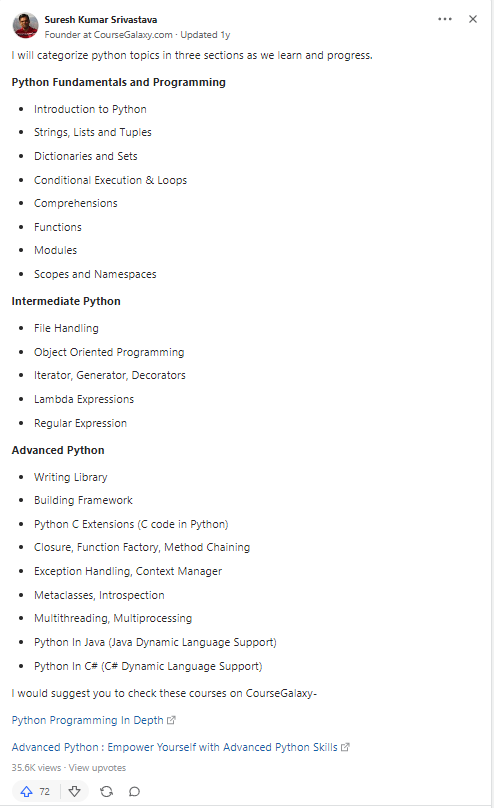 Suresh Kumar Srivastava
Founder at CourseGalaxy.com · Updated 1y
I will categorize python topics in three sections as we learn and progress.
Python Fundamentals and Programming
• Introduction to Python
• Strings, Lists and Tuples
• Dictionaries and Sets
• Conditional Execution & Loops
• Comprehensions
• Functions
• Modules
• Scopes and Namespaces
Intermediate Python
• File Handling
• Object Oriented Programming
• Iterator, Generator, Decorators
• Lambda Expressions
• Regular Expression
Advanced Python
• Writing Library
• Building Framework
• Python C Extensions (C code in Python)
• Closure, Function Factory, Method Chaining
• Exception Handling, Context Manager
• Metaclasses, Introspection
• Multithreading, Multiprocessing
• Python In Java (Java Dynamic Language Support)
• Python In C# (C# Dynamic Language Support)
I would suggest you to check these courses on CourseGalaxy-
Python Programming In Depth
Advanced Python : Empower Yourself with Advanced Python Skills
35.6K views · View upvotes
72